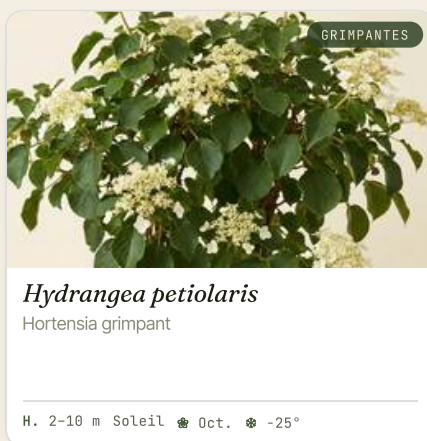 GRIMPANTES
Hydrangea petiolaris
Hortensia grimpant
H. 2–10 m Soleil ❀ Oct. ❄ -25°